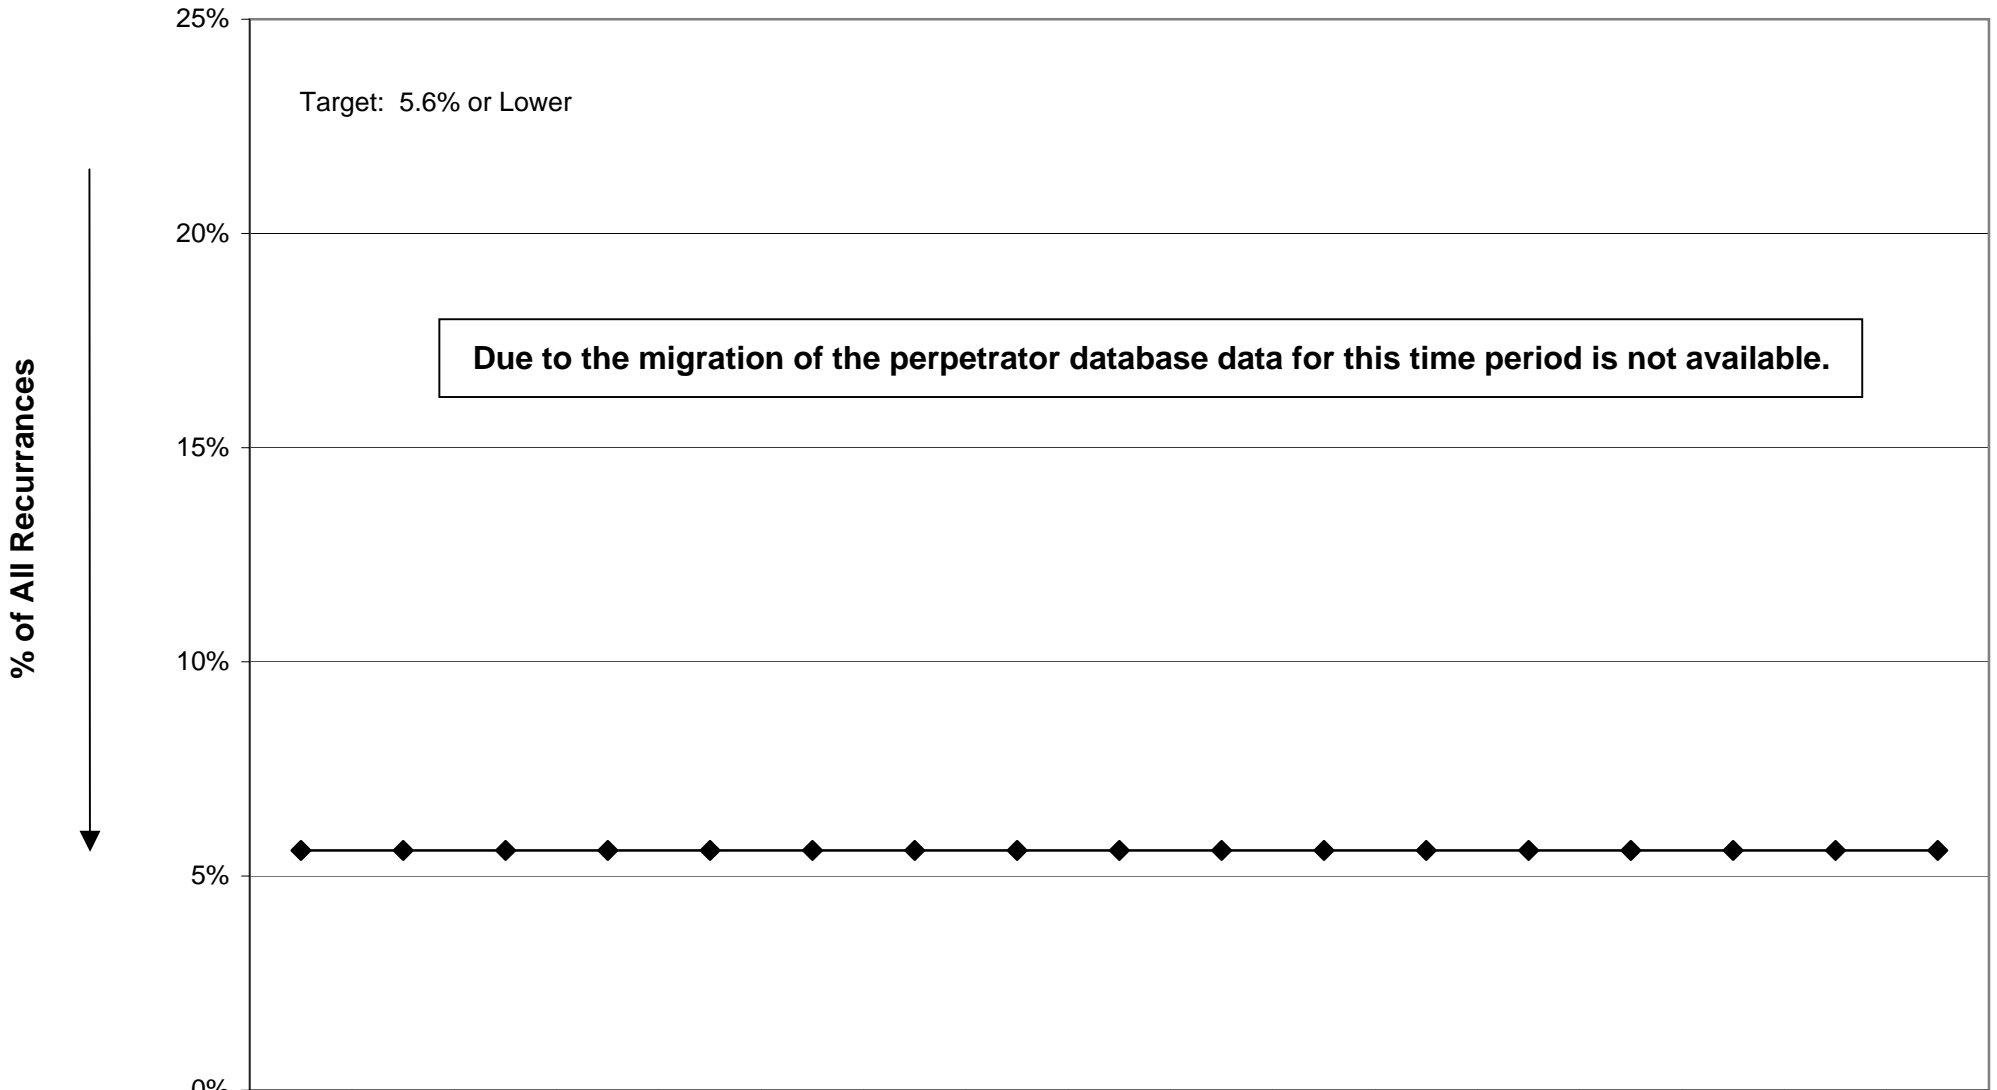 25%
Target: 5.6% or Lower
20%
Due to the migration of the perpetrator database data for this time period is not available.
% of All Recurrances
15%
10%
5%
0%